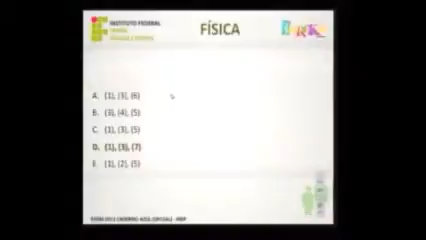 INSTITUTO FEDERAL
FÍSICA
A. (1), (3), (6)
B. (3), (4), (5)
C. (1), (3), (5)
D. (1), (3), (7)
E. (1), (2), (5)